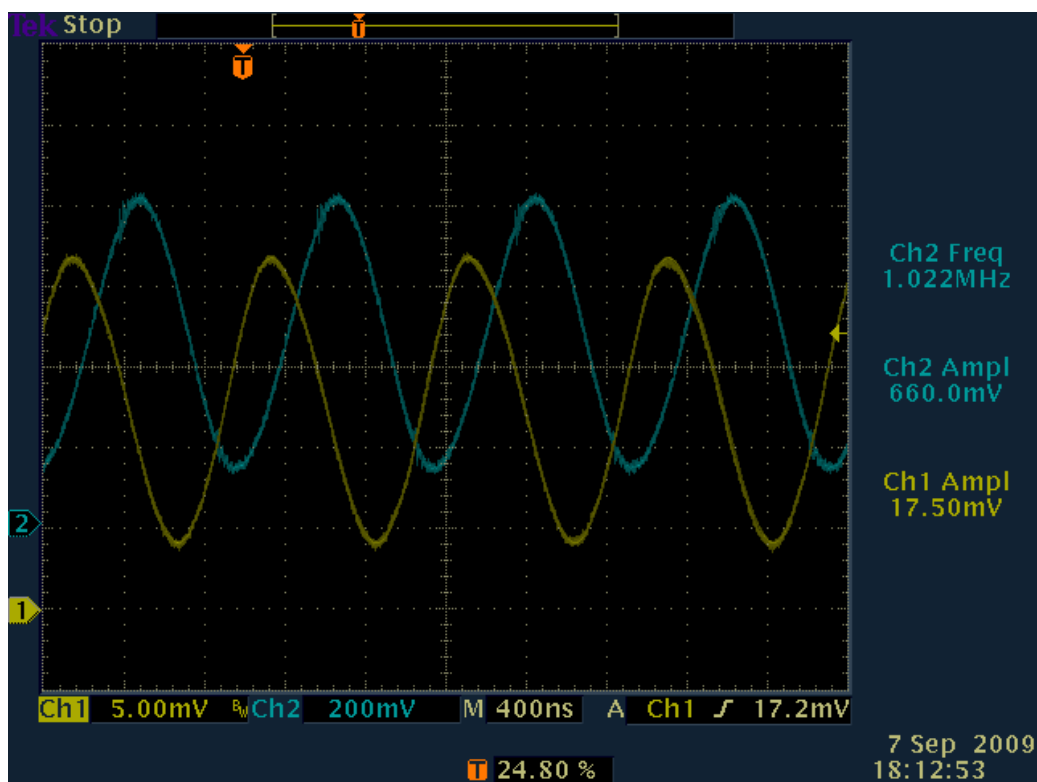 Tek Stop
T
T
Ch2 Freq
1.022MHz
Ch2 Ampl
660.0mV
Ch1 Ampl
17.50mV
2
1
Ch1 5.00mV BW Ch2 200mV M 400ns A Ch1 17.2mV
T 24.80 %
7 Sep 2009
18:12:53